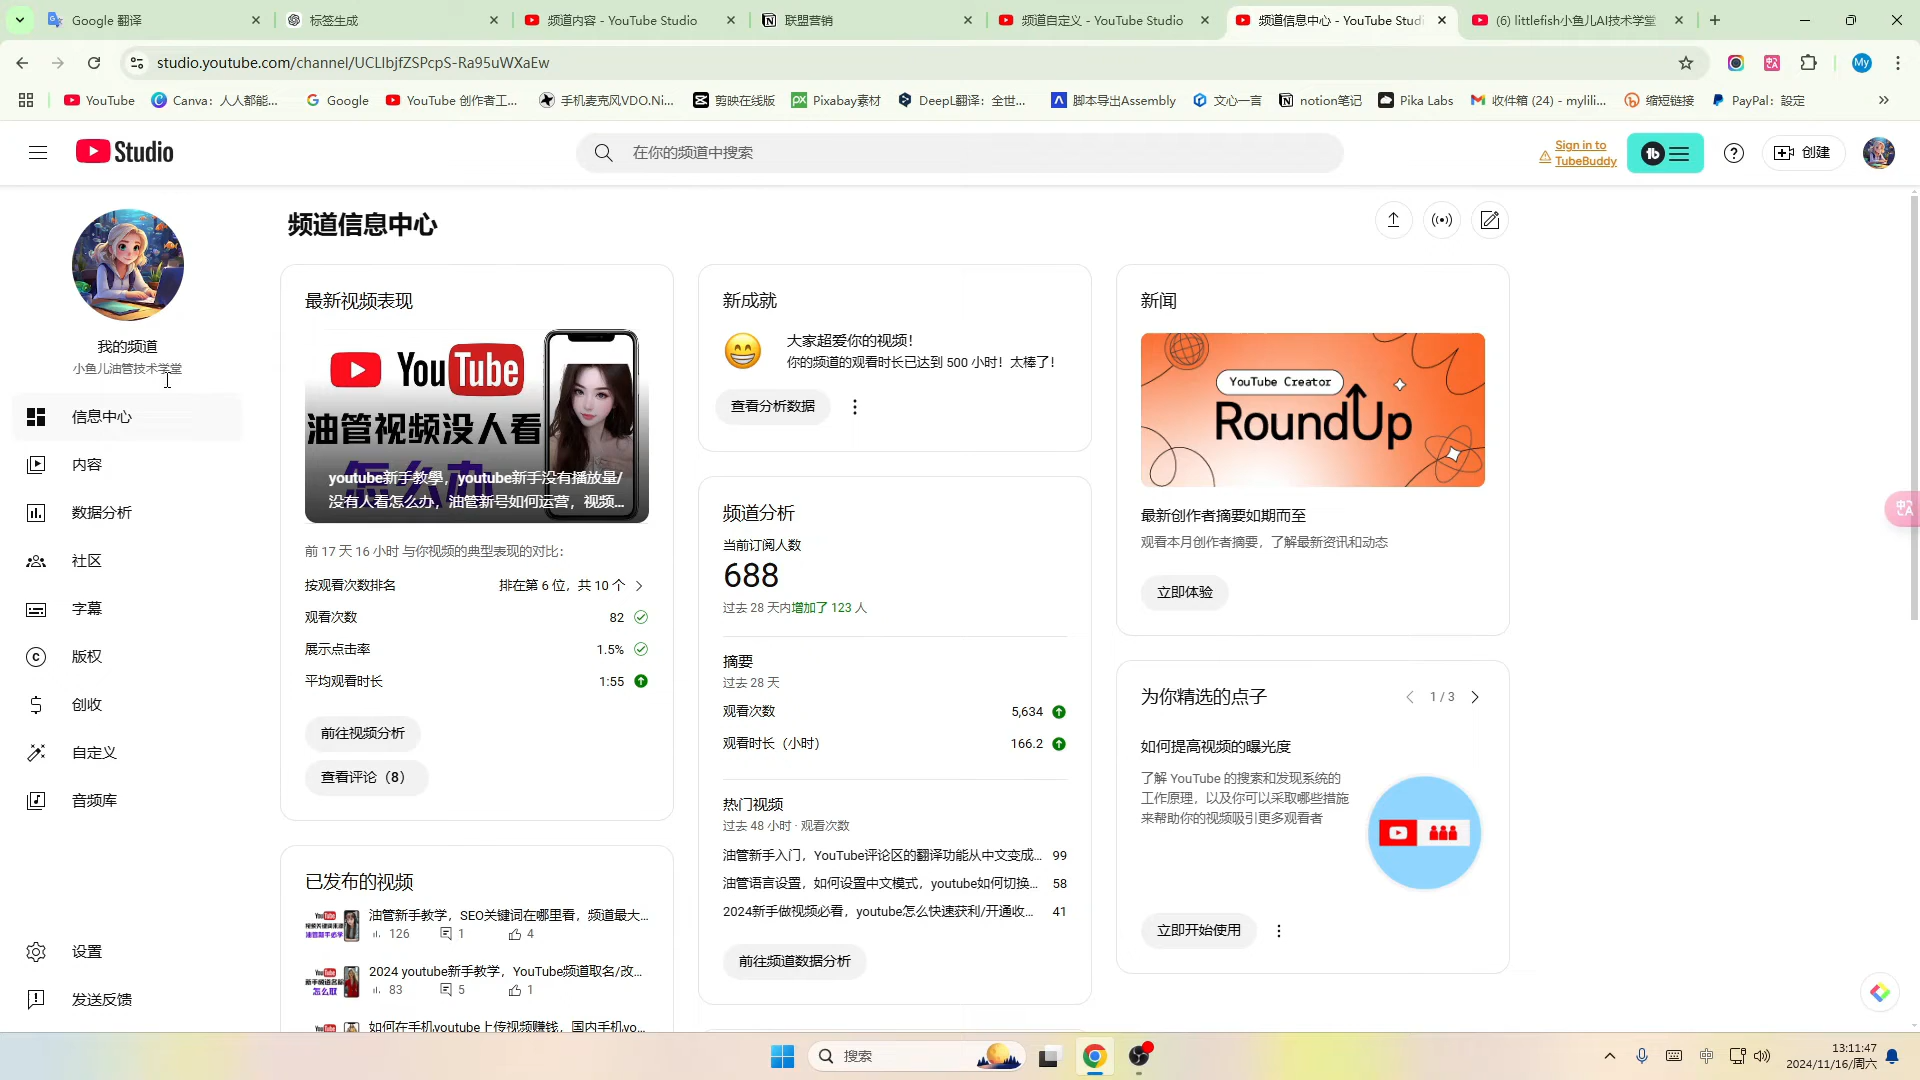 Google 翻译
标签生成
频道内容 - YouTube Studio
联盟营销
频道自定义 - YouTube Studio
频道信息中心 - YouTube Studi
(6) littlefish小鱼儿AI技术学堂
studio.youtube.com/channel/UCLIbjfZSPcpS-Ra95uWXaEw
My
YouTube
Canva：人人都能...
Google
YouTube 创作者工...
手机麦克风VDO.Ni...
剪映在线版
Pixabay素材
DeepL翻译：全世...
脚本导出Assembly
文心一言
notion笔记
Pika Labs
收件箱 (24) - mylili...
缩短链接
PayPal：設定
Studio
在你的频道中搜索
Sign in to
TubeBuddy
创建
频道信息中心
我的频道
小鱼儿油管技术学堂
信息中心
内容
数据分析
社区
字幕
版权
创收
自定义
音频库
设置
发送反馈
最新视频表现
YouTube
油管视频没人看
怎么办
youtube新手教學，youtube新手没有播放量/
没有人看怎么办，油管新号如何运营，视频...
前 17 天 16 小时 与你视频的典型表现的对比：
按观看次数排名 排在第 6 位，共 10 个
观看次数 82
展示点击率 1.5%
平均观看时长 1:55
前往视频分析
查看评论（8）
已发布的视频
油管新手教学，SEO关键词在哪里看，频道最大...
126 1 4
2024 youtube新手教学，YouTube频道取名/改...
83 5 1
如何在手机youtube上传视频赚钱，国内手机yo...
新成就
大家超爱你的视频！
你的频道的观看时长已达到 500 小时！太棒了！
查看分析数据
频道分析
当前订阅人数
688
过去 28 天内增加了 123 人
摘要
过去 28 天
观看次数 5,634
观看时长（小时） 166.2
热门视频
过去 48 小时 · 观看次数
油管新手入门，YouTube评论区的翻译功能从中文变成... 99
油管语言设置，如何设置中文模式，youtube如何切换... 58
2024新手做视频必看，youtube怎么快速获利/开通收... 41
前往频道数据分析
新闻
YouTube Creator
RoundUp
最新创作者摘要如期而至
观看本月创作者摘要，了解最新资讯和动态
立即体验
为你精选的点子
1 / 3
如何提高视频的曝光度
了解 YouTube 的搜索和发现系统的
工作原理，以及你可以采取哪些措施
来帮助你的视频吸引更多观看者
立即开始使用
搜索
中
13:11:47
2024/11/16/周六